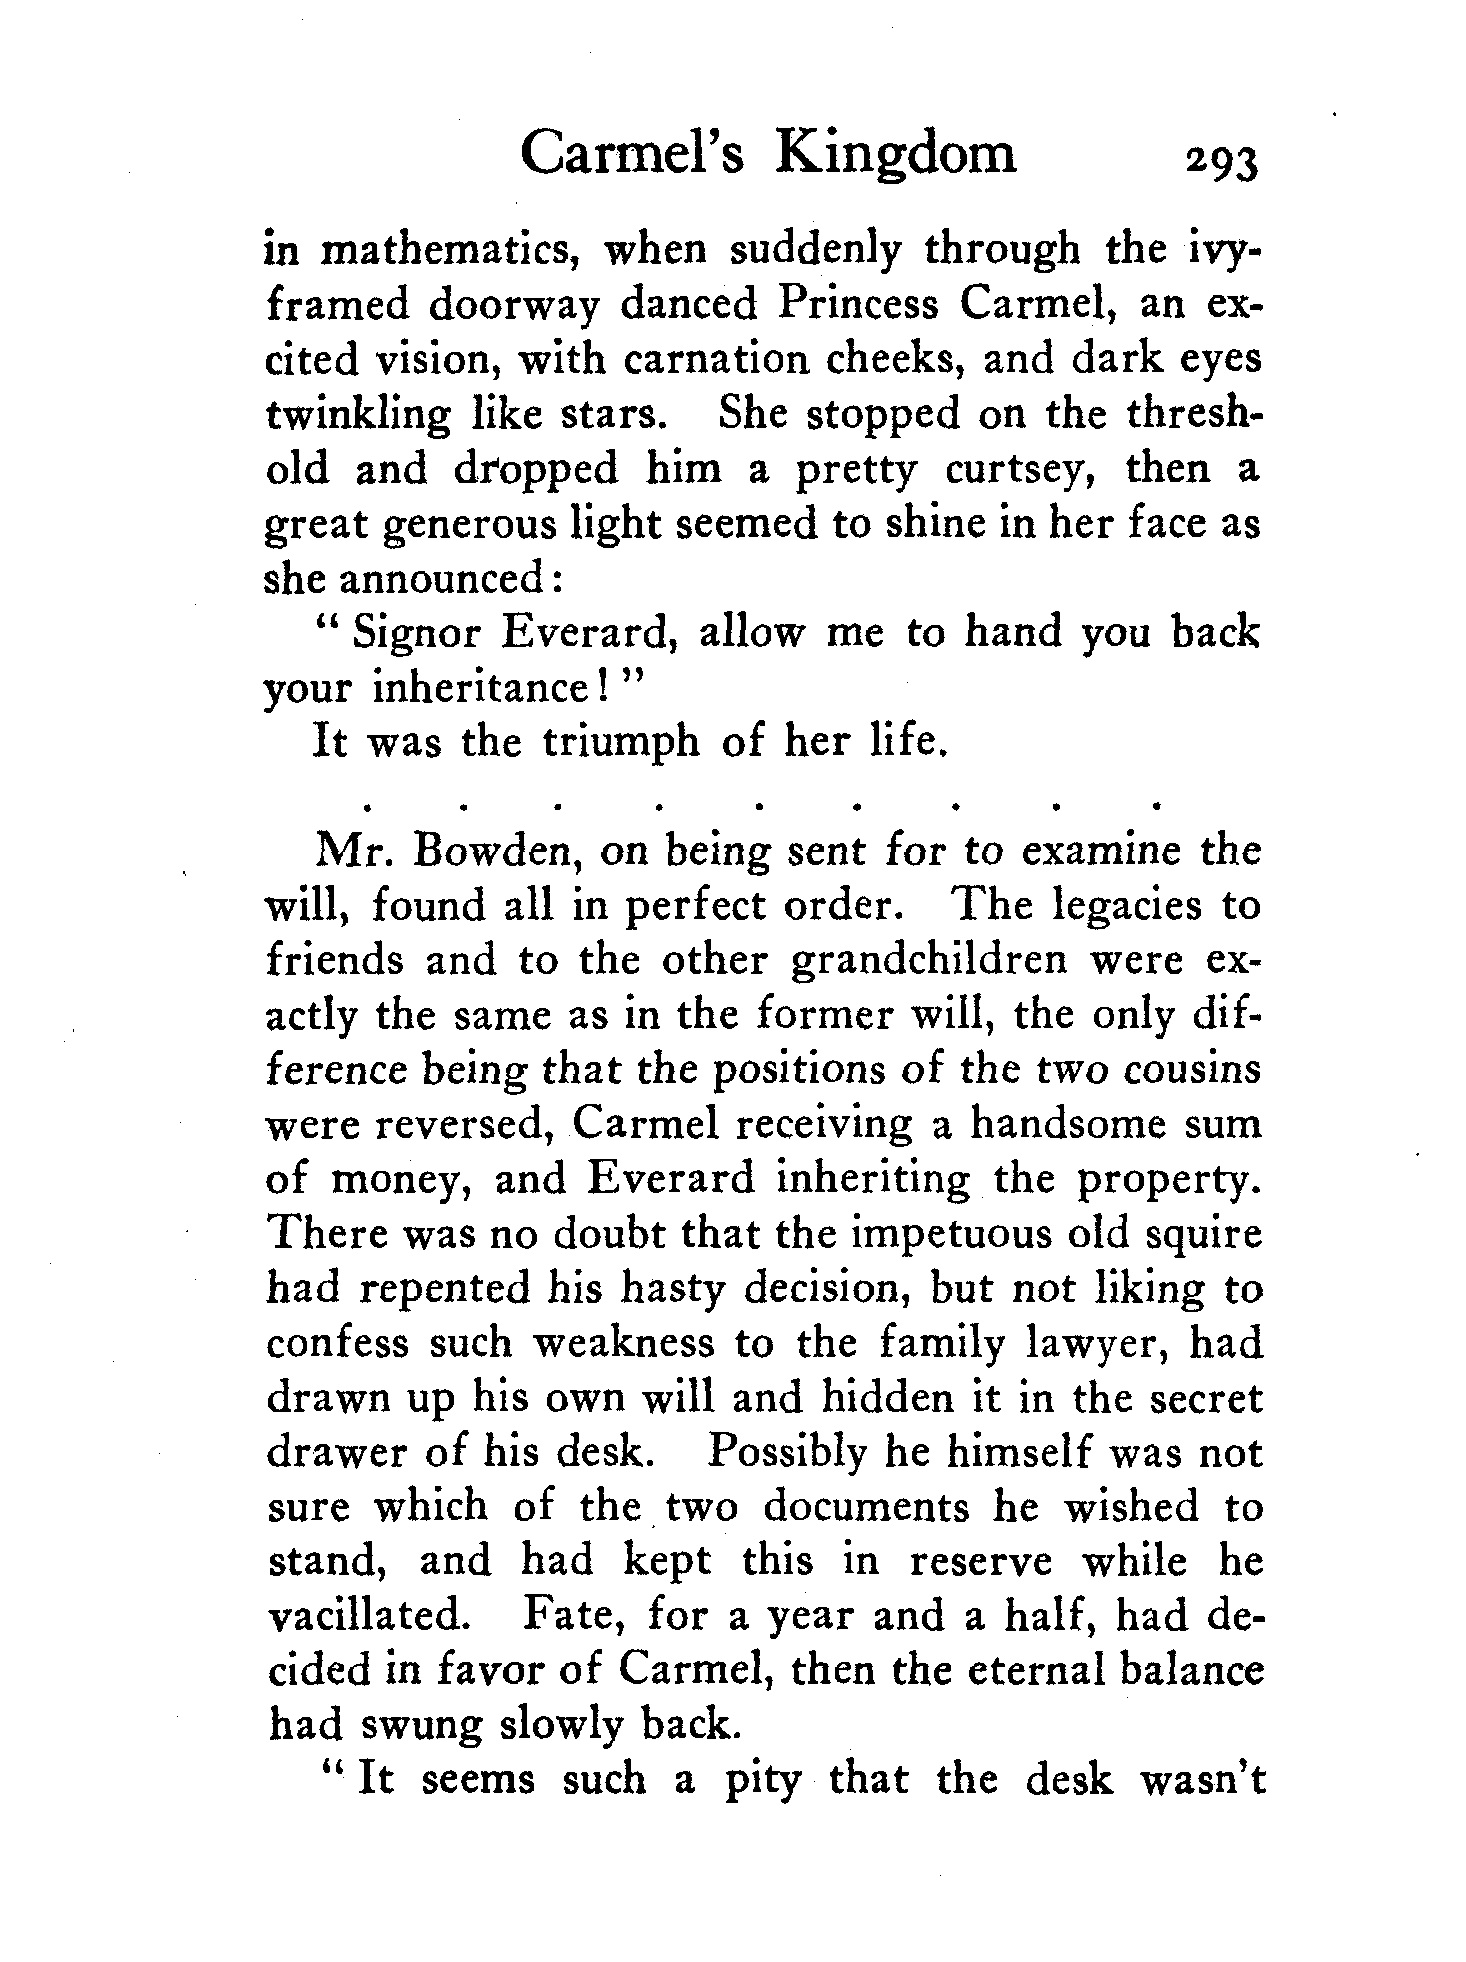 Carmel's Kingdom 293
in mathematics, when suddenly through the ivy-
framed doorway danced Princess Carmel, an ex-
cited vision, with carnation cheeks, and dark eyes
twinkling like stars. She stopped on the thresh-
old and dropped him a pretty curtsey, then a
great generous light seemed to shine in her face as
she announced:
" Signor Everard, allow me to hand you back
your inheritance! "
It was the triumph of her life.
. . . . . . . . .
Mr. Bowden, on being sent for to examine the
will, found all in perfect order. The legacies to
friends and to the other grandchildren were ex-
actly the same as in the former will, the only dif-
ference being that the positions of the two cousins
were reversed, Carmel receiving a handsome sum
of money, and Everard inheriting the property.
There was no doubt that the impetuous old squire
had repented his hasty decision, but not liking to
confess such weakness to the family lawyer, had
drawn up his own will and hidden it in the secret
drawer of his desk. Possibly he himself was not
sure which of the two documents he wished to
stand, and had kept this in reserve while he
vacillated. Fate, for a year and a half, had de-
cided in favor of Carmel, then the eternal balance
had swung slowly back.
" It seems such a pity that the desk wasn't